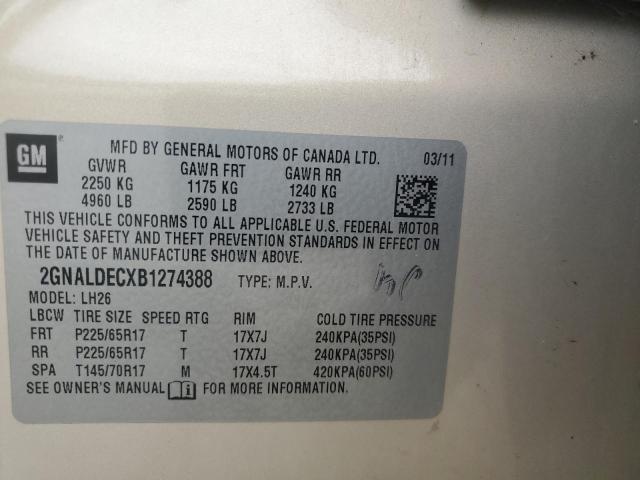 GM
MFD BY GENERAL MOTORS OF CANADA LTD. 03/11
GVWR GAWR FRT GAWR RR
2250 KG 1175 KG 1240 KG
4960 LB 2590 LB 2733 LB
THIS VEHICLE CONFORMS TO ALL APPLICABLE U.S. FEDERAL MOTOR
VEHICLE SAFETY AND THEFT PREVENTION STANDARDS IN EFFECT ON
THE DATE OF MANUFACTURE SHOWN ABOVE.
2GNALDECXB1274388 TYPE: M.P.V.
MODEL: LH26
LBCW TIRE SIZE SPEED RTG RIM COLD TIRE PRESSURE
FRT P225/65R17 T 17X7J 240KPA(35PSI)
RR P225/65R17 T 17X7J 240KPA(35PSI)
SPA T145/70R17 M 17X4.5T 420KPA(60PSI)
SEE OWNER'S MANUAL FOR MORE INFORMATION.